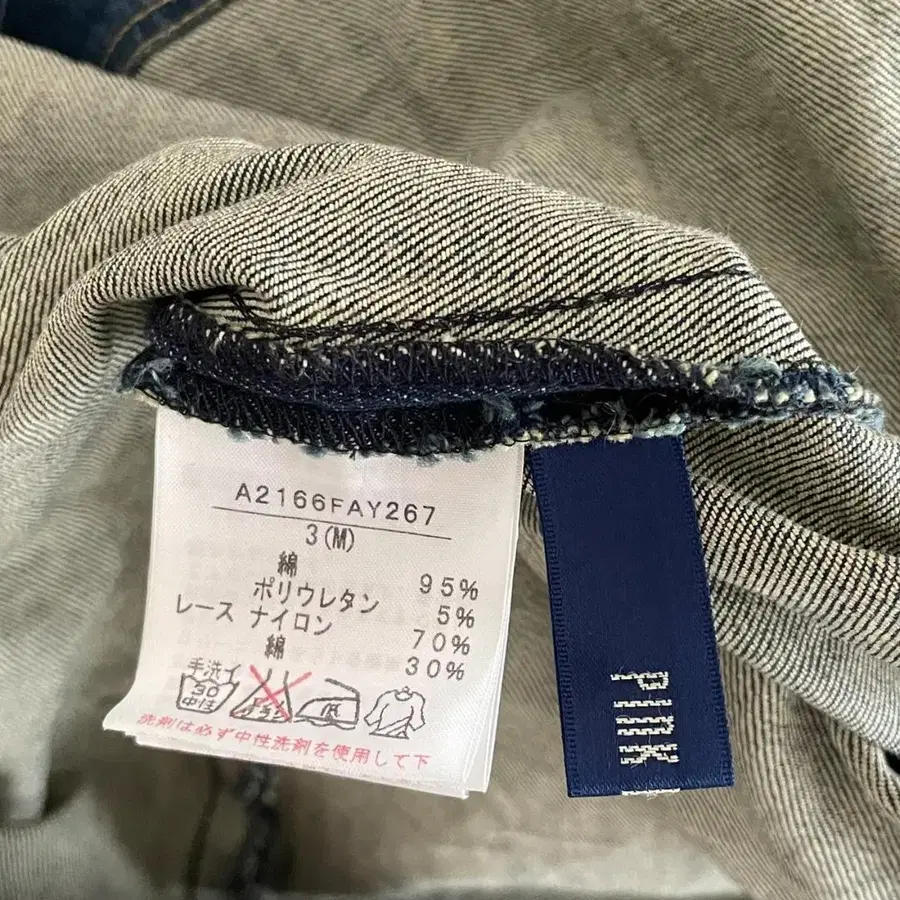 A2166FAY267
3(M)
綿 95%
ポリウレタン 5%
レース ナイロン 70%
綿 30%
手洗イ
30
中性
洗剤は必ず中性洗剤を使用して下